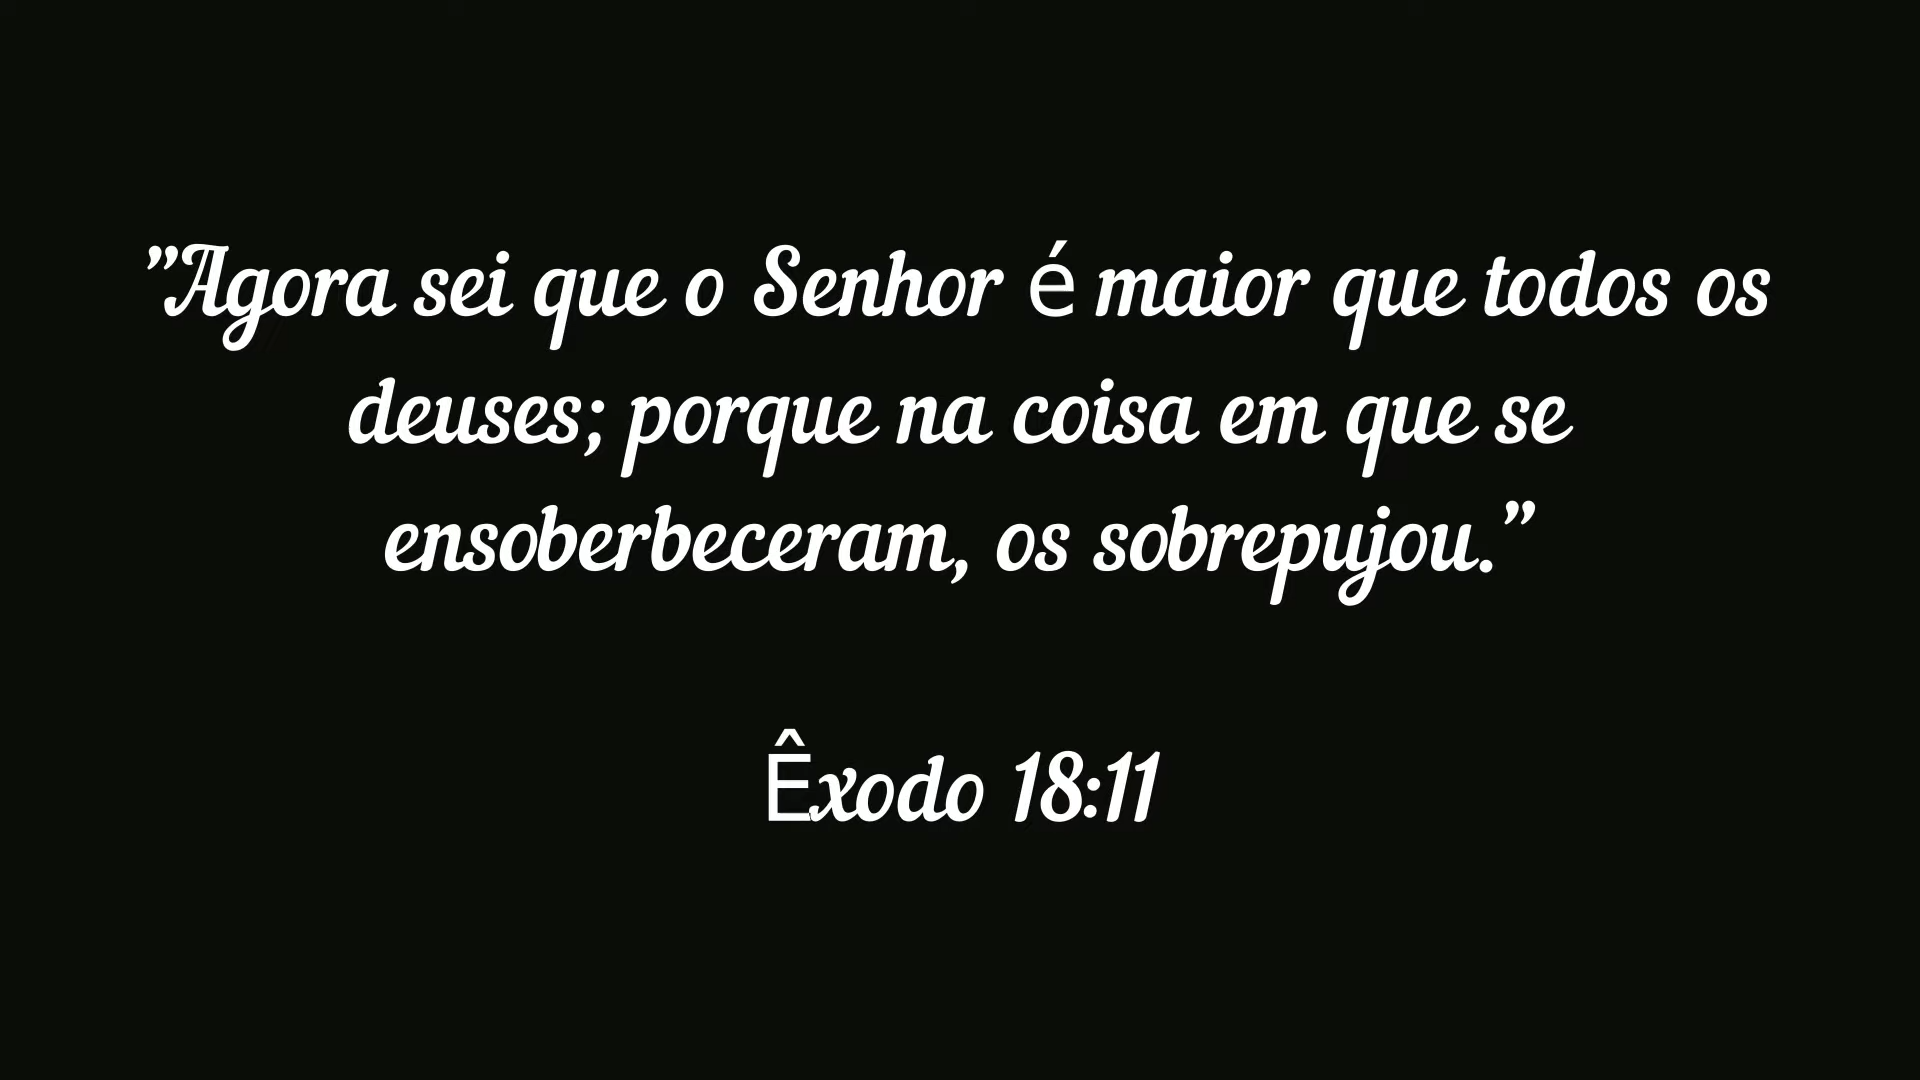 ”Agora sei que o Senhor é maior que todos os
deuses; porque na coisa em que se
ensoberbeceram, os sobrepujou.”
Êxodo 18:11